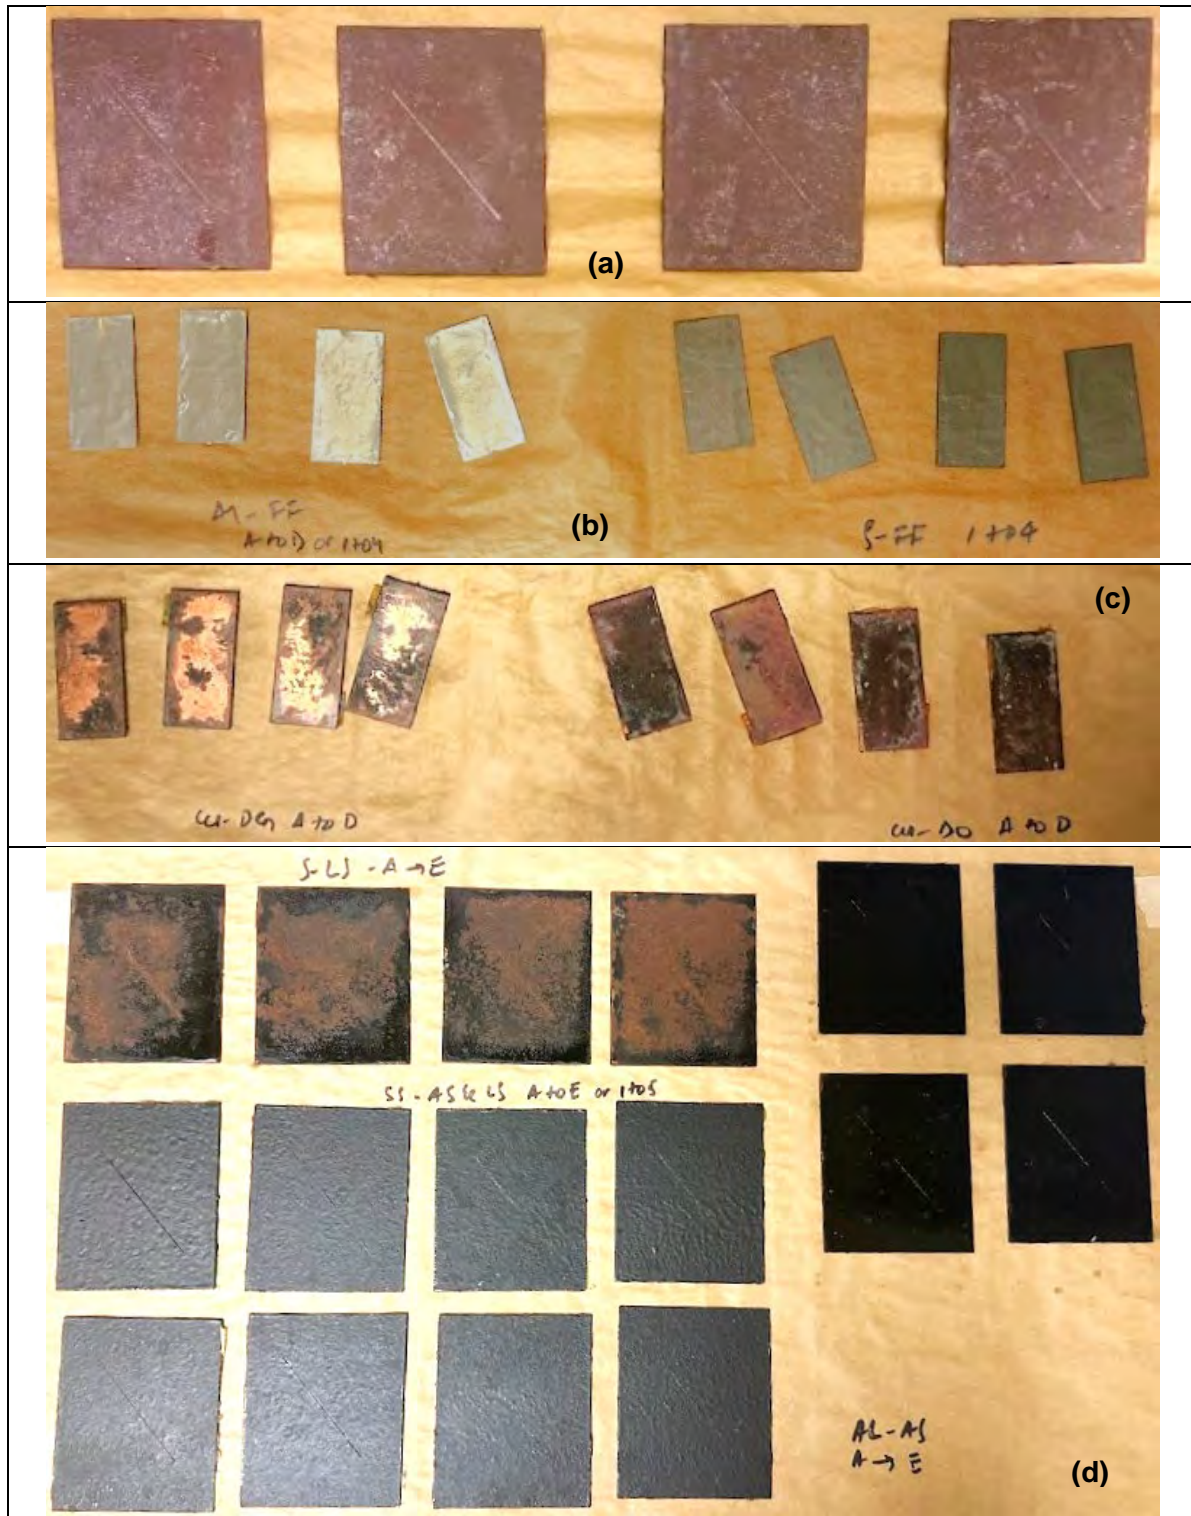 (a)
Al-FF
A to D or 1 to 4
(b)
S-FF 1 to 4
(c)
Cu-DG A to D
Cu-DO A to D
S-LS-A→E
SS-AS & LS A to E or 1 to 5
AL-AS
A→E
(d)